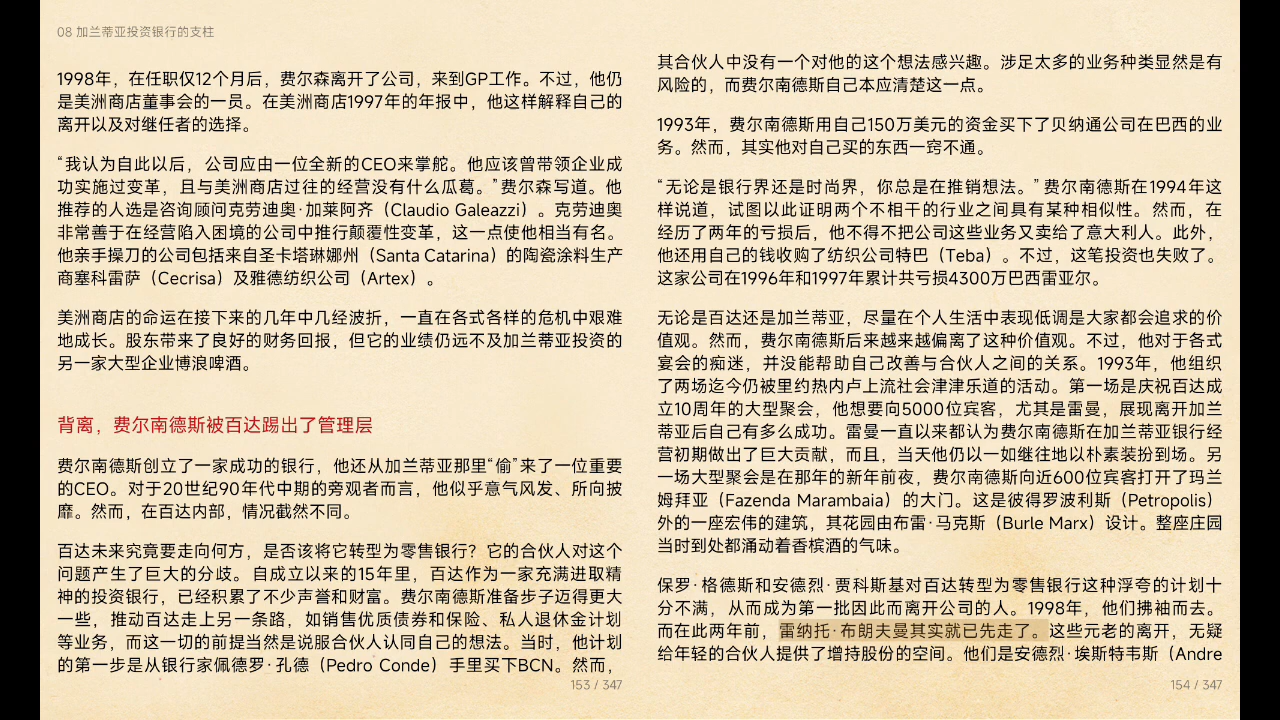 08 加兰蒂亚投资银行的支柱
1998年，在任职仅12个月后，费尔森离开了公司，来到GP工作。不过，他仍
是美洲商店董事会的一员。在美洲商店1997年的年报中，他这样解释自己的
离开以及对继任者的选择。
“我认为自此以后，公司应由一位全新的CEO来掌舵。他应该曾带领企业成
功实施过变革，且与美洲商店过往的经营没有什么瓜葛。”费尔森写道。他
推荐的人选是咨询顾问克劳迪奥·加莱阿齐（Claudio Galeazzi）。克劳迪奥
非常善于在经营陷入困境的公司中推行颠覆性变革，这一点使他相当有名。
他亲手操刀的公司包括来自圣卡塔琳娜州（Santa Catarina）的陶瓷涂料生产
商塞科雷萨（Cecrisa）及雅德纺织公司（Artex）。
美洲商店的命运在接下来的几年中几经波折，一直在各式各样的危机中艰难
地成长。股东带来了良好的财务回报，但它的业绩仍远不及加兰蒂亚投资的
另一家大型企业博浪啤酒。
背离，费尔南德斯被百达踢出了管理层
费尔南德斯创立了一家成功的银行，他还从加兰蒂亚那里“偷”来了一位重要
的CEO。对于20世纪90年代中期的旁观者而言，他似乎意气风发、所向披
靡。然而，在百达内部，情况截然不同。
百达未来究竟要走向何方，是否该将它转型为零售银行？它的合伙人对这个
问题产生了巨大的分歧。自成立以来的15年里，百达作为一家充满进取精
神的投资银行，已经积累了不少声誉和财富。费尔南德斯准备步子迈得更大
一些，推动百达走上另一条路，如销售优质债券和保险、私人退休金计划
等业务，而这一切的前提当然是说服合伙人认同自己的想法。当时，他计划
的第一步是从银行家佩德罗·孔德（Pedro Conde）手里买下BCN。然而，
153 / 347
其合伙人中没有一个对他的这个想法感兴趣。涉足太多的业务种类显然是有
风险的，而费尔南德斯自己本应清楚这一点。
1993年，费尔南德斯用自己150万美元的资金买下了贝纳通公司在巴西的业
务。然而，其实他对自己买的东西一窍不通。
“无论是银行界还是时尚界，你总是在推销想法。”费尔南德斯在1994年这
样说道，试图以此证明两个不相干的行业之间具有某种相似性。然而，在
经历了两年的亏损后，他不得不把公司这些业务又卖给了意大利人。此外，
他还用自己的钱收购了纺织公司特巴（Teba）。不过，这笔投资也失败了。
这家公司在1996年和1997年累计共亏损4300万巴西雷亚尔。
无论是百达还是加兰蒂亚，尽量在个人生活中表现低调是大家都会追求的价
值观。然而，费尔南德斯后来越来越偏离了这种价值观。不过，他对于各式
宴会的痴迷，并没能帮助自己改善与合伙人之间的关系。1993年，他组织
了两场迄今仍被里约热内卢上流社会津津乐道的活动。第一场是庆祝百达成
立10周年的大型聚会，他想要向5000位宾客，尤其是雷曼，展现离开加兰
蒂亚后自己有多么成功。雷曼一直以来都认为费尔南德斯在加兰蒂亚银行经
营初期做出了巨大贡献，而且，当天他仍以一如继往地以朴素装扮到场。另
一场大型聚会是在那年的新年前夜，费尔南德斯向近600位宾客打开了玛兰
姆拜亚（Fazenda Marambaia）的大门。这是彼得罗波利斯（Petropolis）
外的一座宏伟的建筑，其花园由布雷·马克斯（Burle Marx）设计。整座庄园
当时到处都涌动着香槟酒的气味。
保罗·格德斯和安德烈·贾科斯基对百达转型为零售银行这种浮夸的计划十
分不满，从而成为第一批因此而离开公司的人。1998年，他们拂袖而去。
而在此两年前，雷纳托·布朗夫曼其实就已先走了。这些元老的离开，无疑
给年轻的合伙人提供了增持股份的空间。他们是安德烈·埃斯特韦斯（Andre
154 / 347